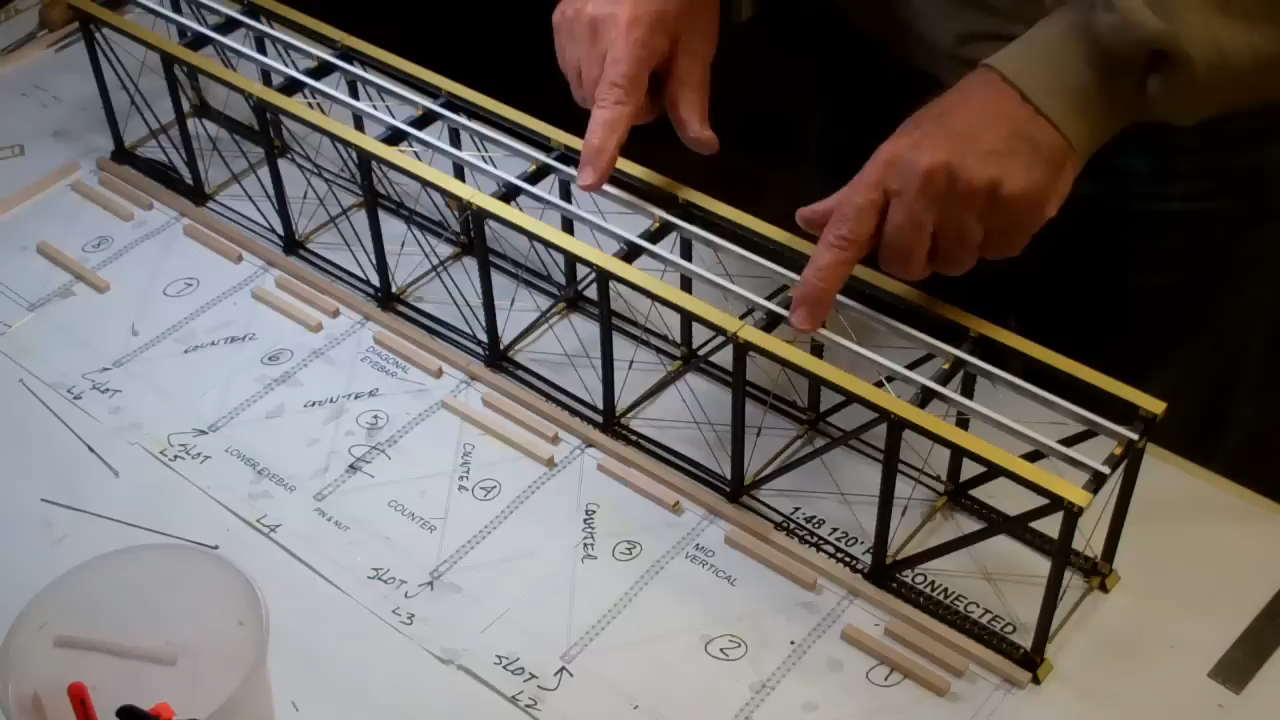 8
7
COUNTER
SLOT
L6
6
DIAGONAL
EYEBAR
COUNTER
5
SLOT
L5
LOWER EYEBAR
L4
PIN & NUT
COUNTER
COUNTER
4
SLOT
L3
COUNTER
3
MID
VERTICAL
SLOT
L2
2
1
1:48 120'
DECK
CONNECTED